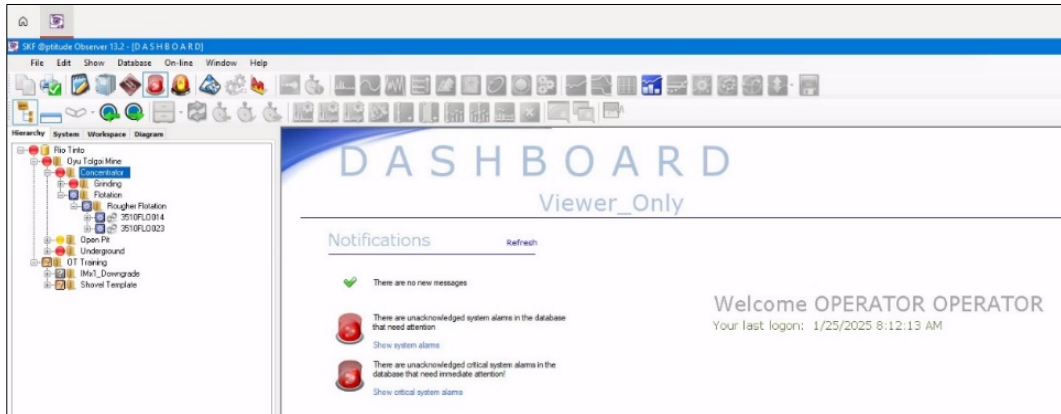 SKF @ptitude Observer 13.2 - [D A S H B O A R D]
File Edit Show Database On-line Window Help
Hierarchy System Workspace Diagram
Rio Tinto
Oyu Tolgoi Mine
Concentrator
Grinding
Flotation
Rougher Flotation
3510FLO014
3510FLO023
Open Pit
Underground
OT Training
IMx1_Downgrade
Shovel Template
DASHBOARD
Viewer_Only
Notifications Refresh
There are no new messages
There are unacknowledged system alarms in the database
that need attention
Show system alarms
There are unacknowledged critical system alarms in the
database that need immediate attention!
Show critical system alarms
Welcome OPERATOR OPERATOR
Your last logon: 1/25/2025 8:12:13 AM